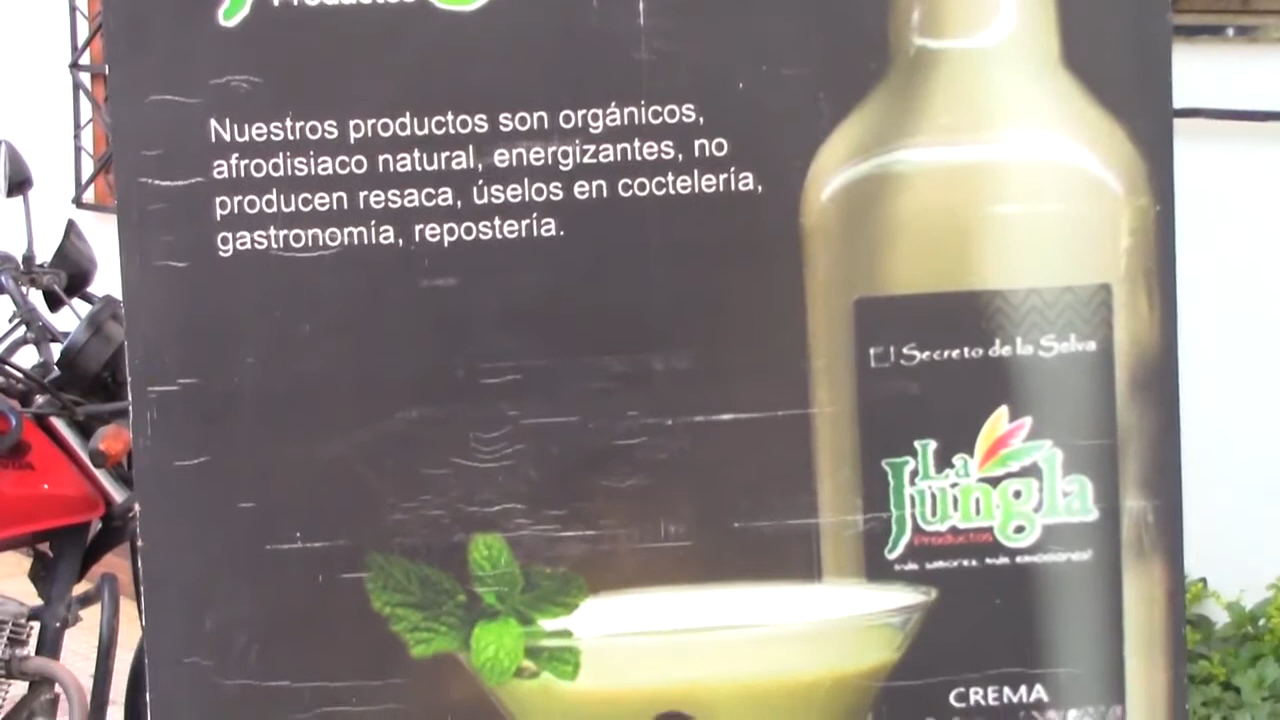 Productos
Nuestros productos son orgánicos,
afrodisiaco natural, energizantes, no
producen resaca, úselos en coctelería,
gastronomía, repostería.
El Secreto de la Selva
La
Jungla
Productos
más sabores, más emociones!
CREMA